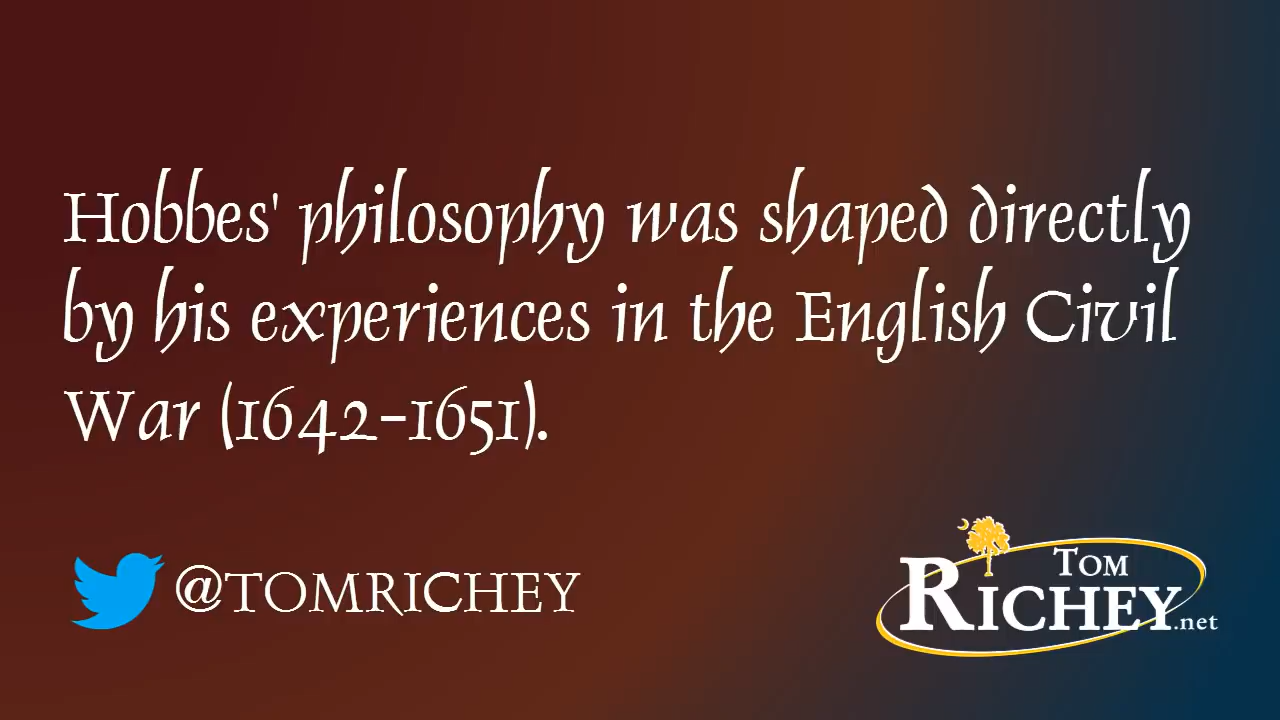 Hobbes' philosophy was shaped directly
by his experiences in the English Civil
War (1642-1651).
@TOMRICHEY
TOM
RICHEY.net